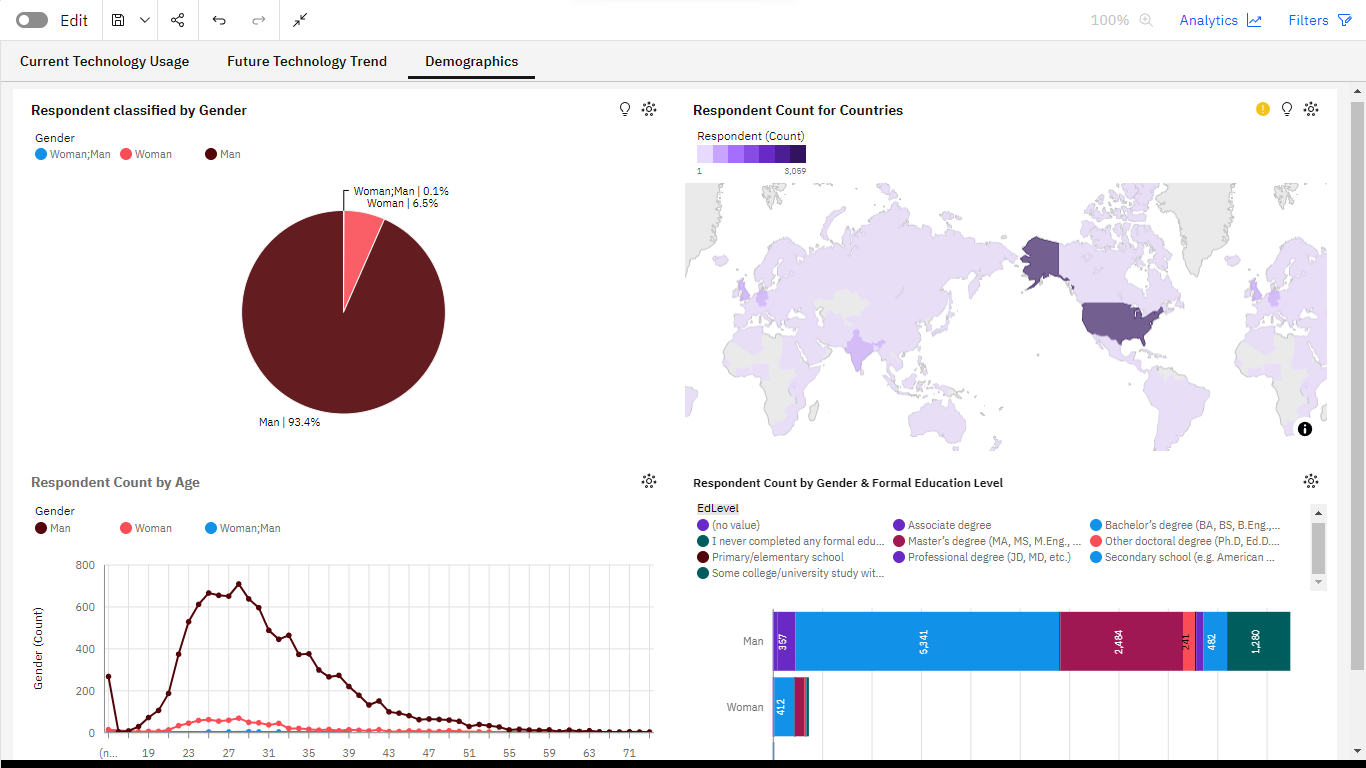 Edit
100%
Analytics
Filters
Current Technology Usage
Future Technology Trend
Demographics
Respondent classified by Gender
Gender
Woman;Man
Woman
Man
Woman;Man | 0.1%
Woman | 6.5%
Man | 93.4%
Respondent Count for Countries
Respondent (Count)
1
3,059
Respondent Count by Age
Gender
Man
Woman
Woman;Man
Gender (Count)
800
600
400
200
0
(n... 19 23 27 31 35 39 43 47 51 55 59 63 71
Respondent Count by Gender & Formal Education Level
EdLevel
(no value)
Associate degree
Bachelor's degree (BA, BS, B.Eng.,...
I never completed any formal edu...
Master's degree (MA, MS, M.Eng., ...
Other doctoral degree (Ph.D, Ed.D....
Primary/elementary school
Professional degree (JD, MD, etc.)
Secondary school (e.g. American ...
Some college/university study wit...
Man
357
5,341
2,484
241
482
1,280
Woman
412